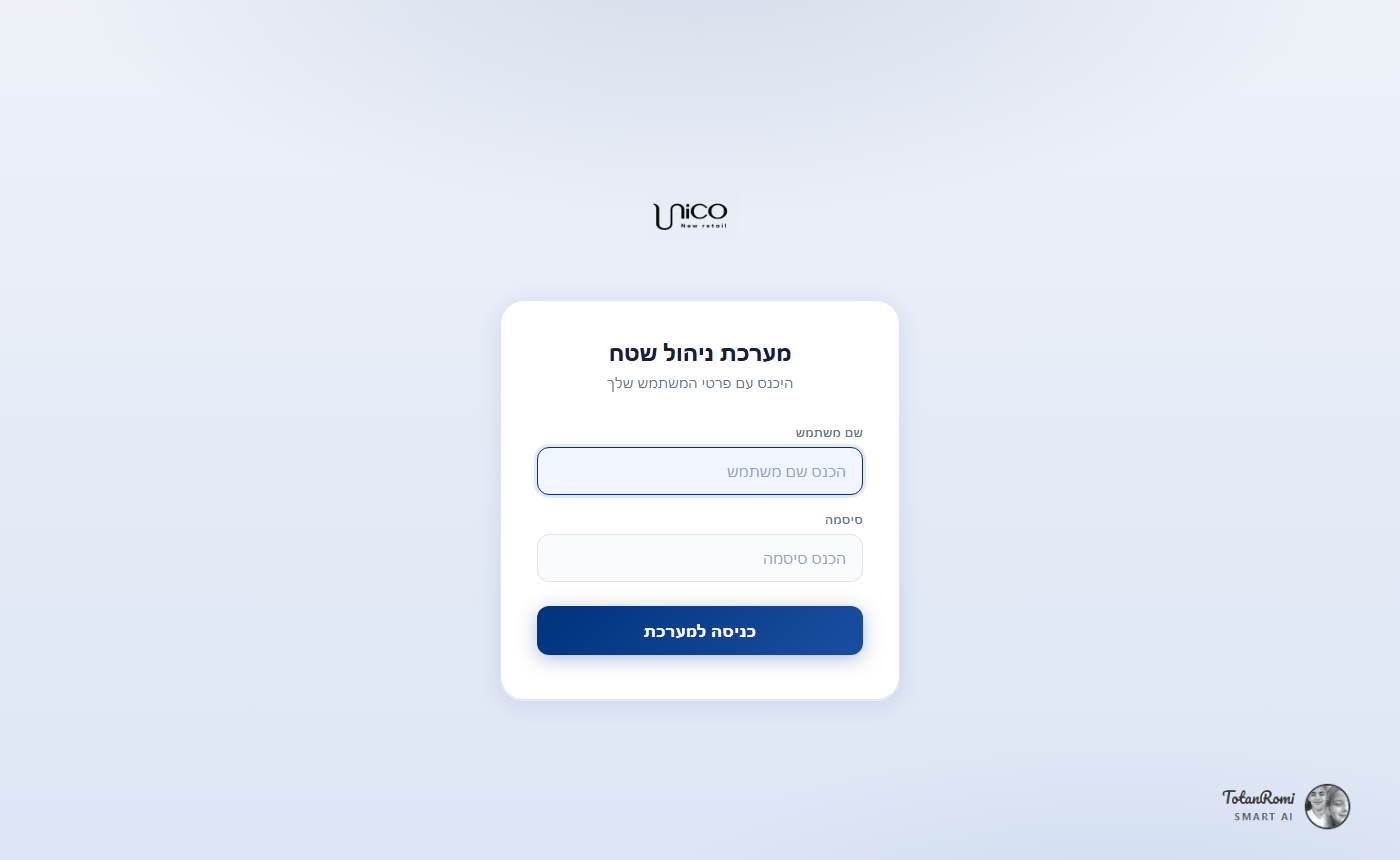 Unico
New retail
מערכת ניהול שטח
היכנס עם פרטי המשתמש שלך
שם משתמש
הכנס שם משתמש
סיסמה
הכנס סיסמה
כניסה למערכת
TotanRomi
SMART AI